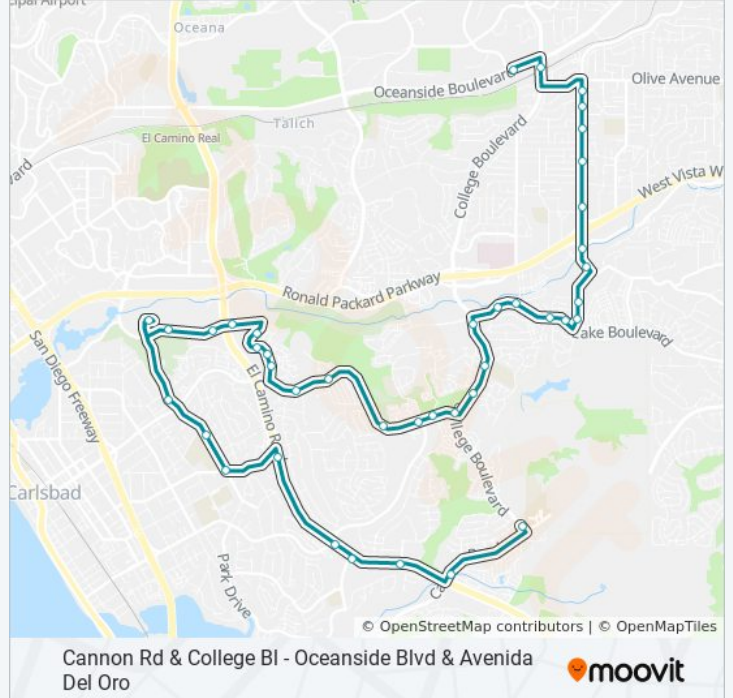 cipal Airport
Oceana
Oceanside Boulevard
Olive Avenue
Talich
El Camino Real
College Boulevard
West Vista W
Ronald Packard Parkway
Lake Boulevard
San Diego Freeway
El Camino R
College Boulevard
Carlsbad
Park Drive
© OpenStreetMap contributors | © OpenMapTiles
Cannon Rd & College Bl - Oceanside Blvd & Avenida
Del Oro
moovit